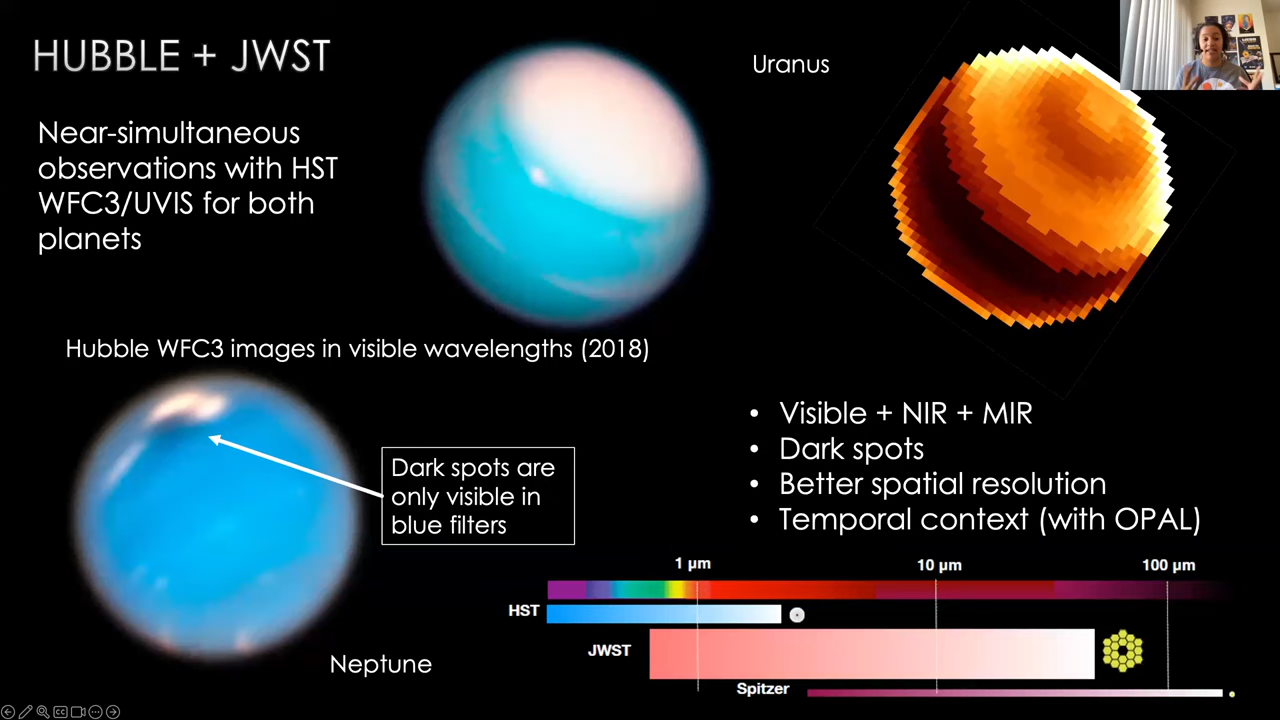 HUBBLE + JWST
Near-simultaneous
observations with HST
WFC3/UVIS for both
planets
Uranus
Hubble WFC3 images in visible wavelengths (2018)
Dark spots are
only visible in
blue filters
Neptune
• Visible + NIR + MIR
• Dark spots
• Better spatial resolution
• Temporal context (with OPAL)
1 µm
10 µm
100 µm
HST
JWST
Spitzer